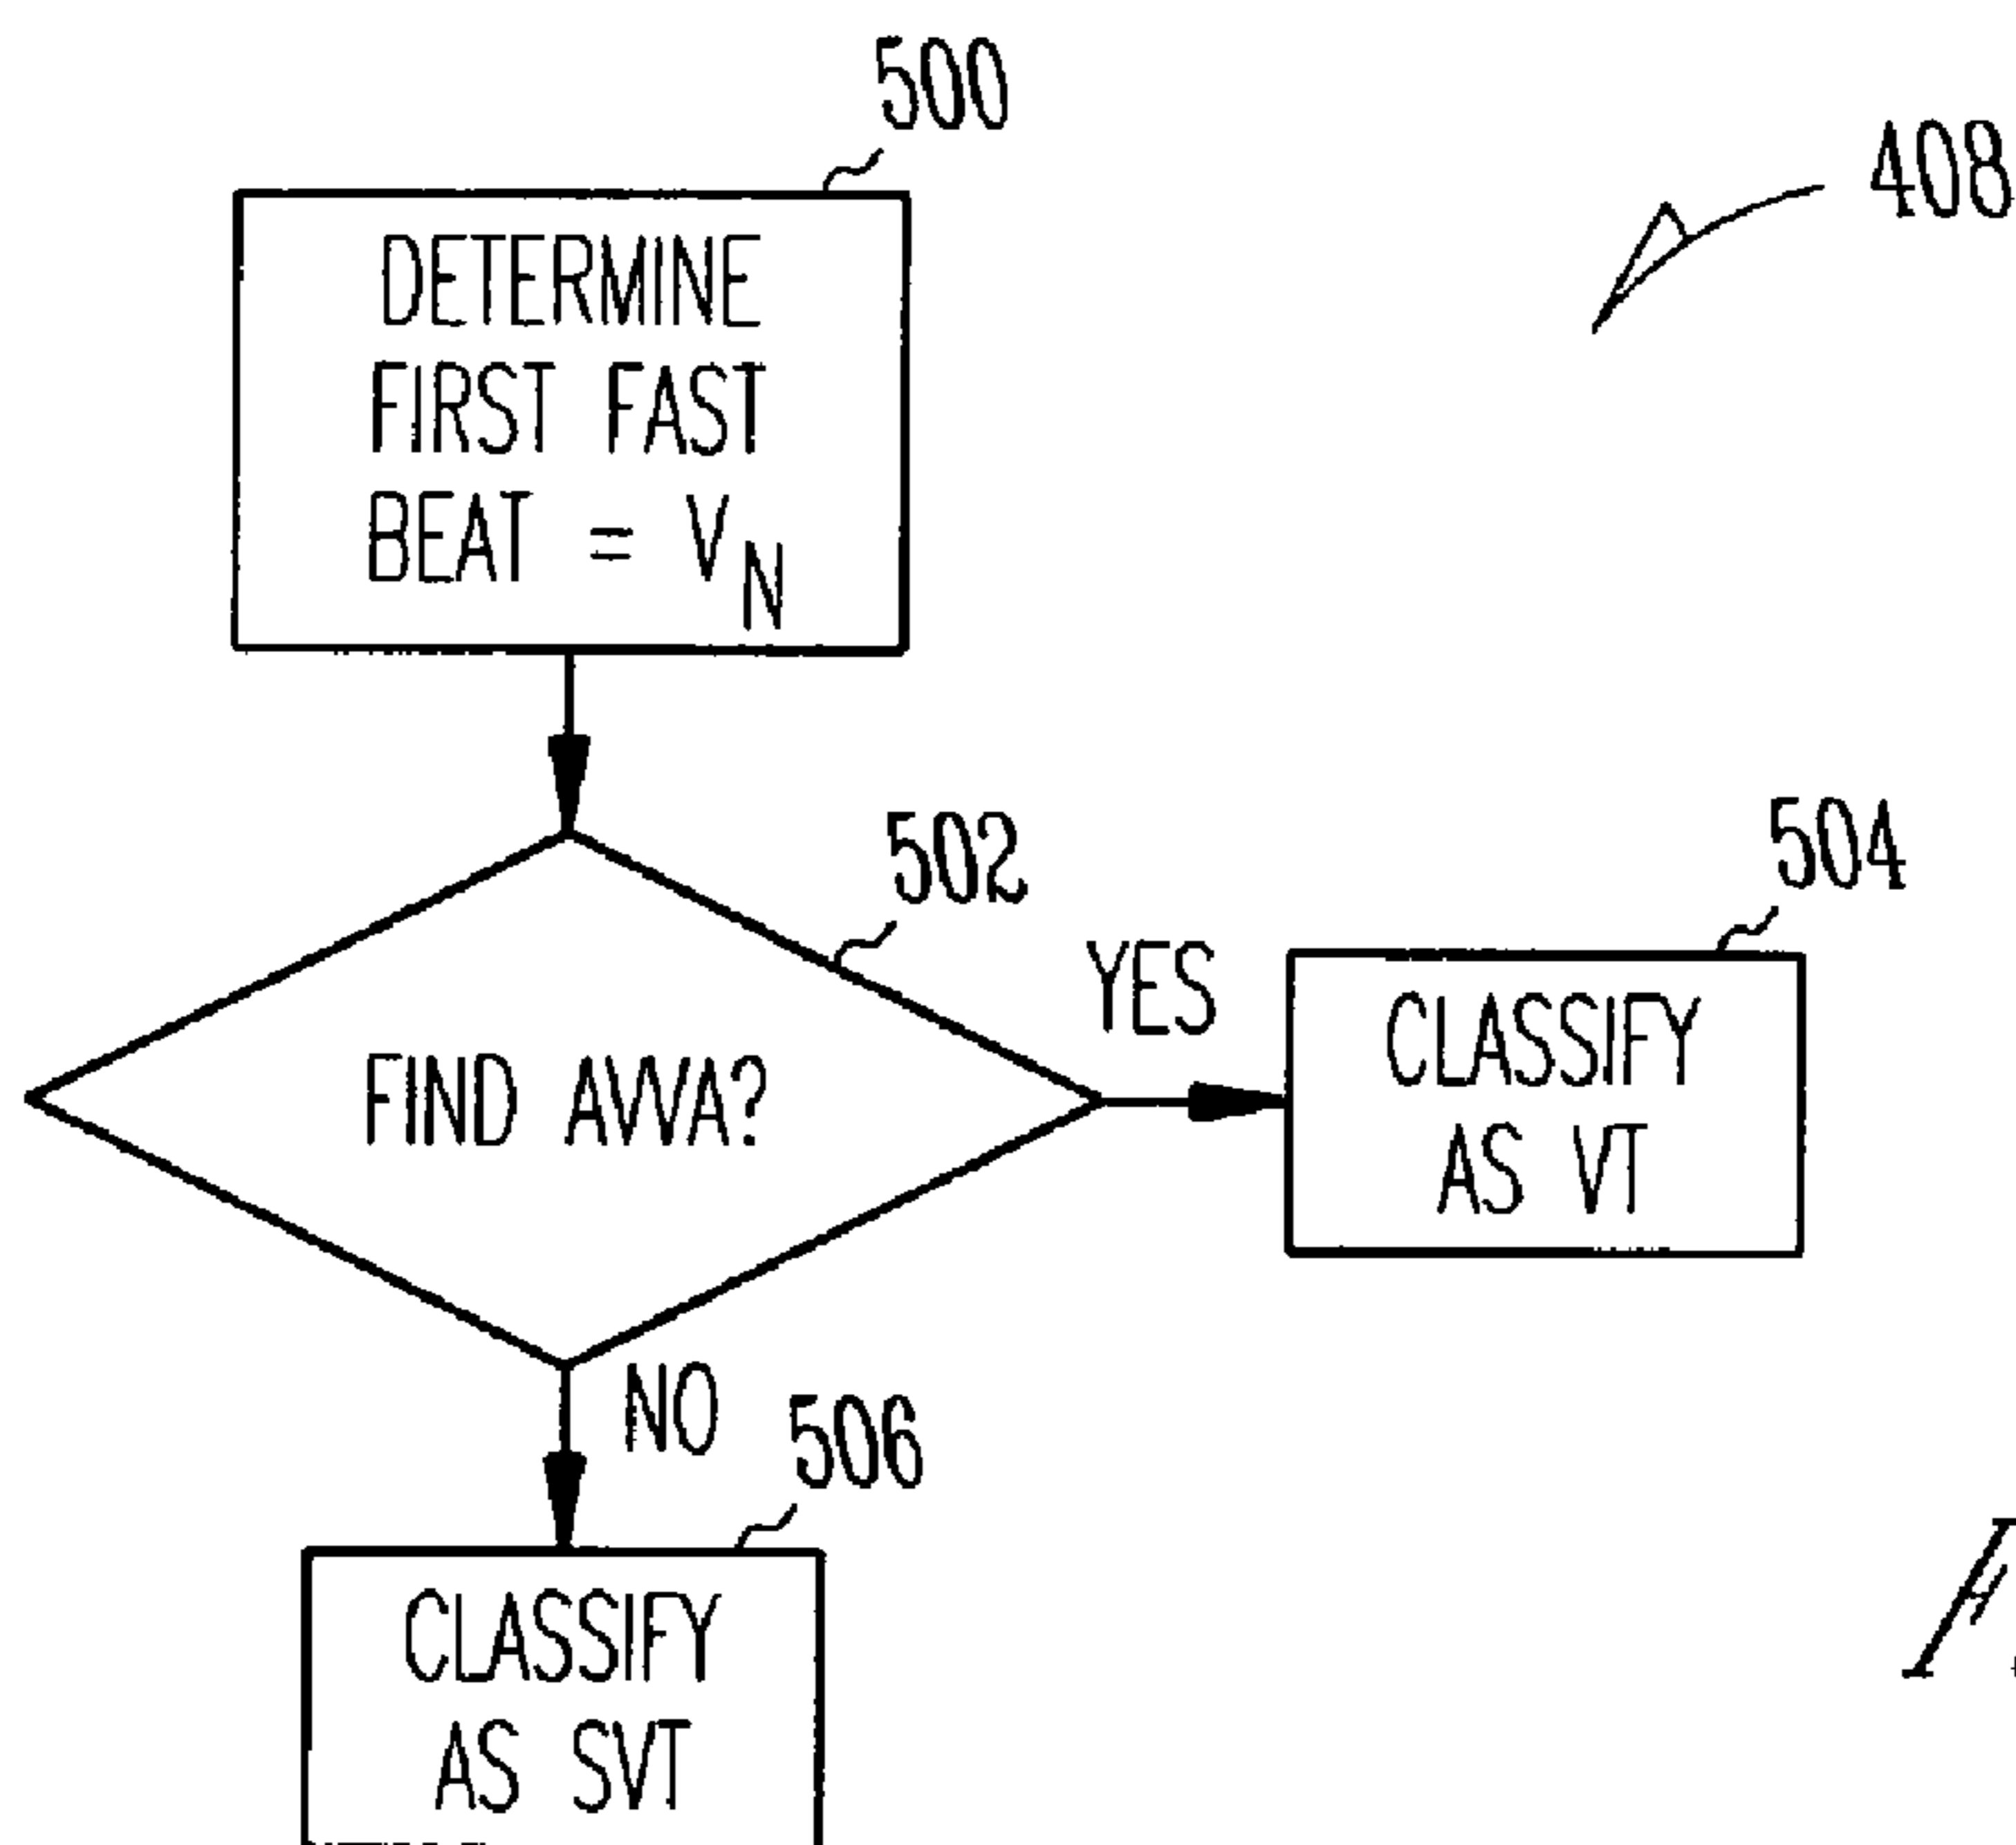 500
408
DETERMINE
FIRST FAST
BEAT = VN
502
504
YES
CLASSIFY
AS VT
FIND AVVA?
NO
506
CLASSIFY
AS SVT